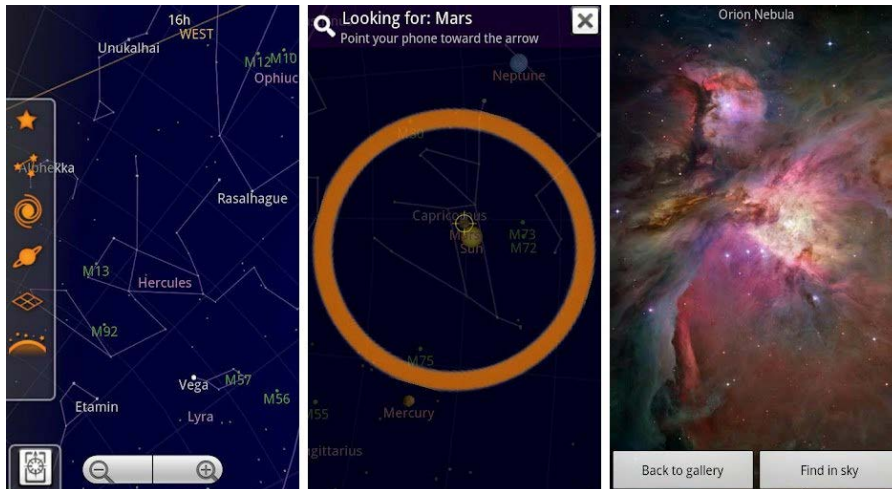 16h
WEST
Unukalhai
M12
M10
Ophiuc
Alphekka
Rasalhague
M13
Hercules
M92
Vega
M57
M56
Etamin
Lyra
Looking for: Mars
Point your phone toward the arrow
Neptune
Capricornus
Mars
Sun
M73
M72
M75
Mercury
M55
gittarius
Orion Nebula
Back to gallery
Find in sky